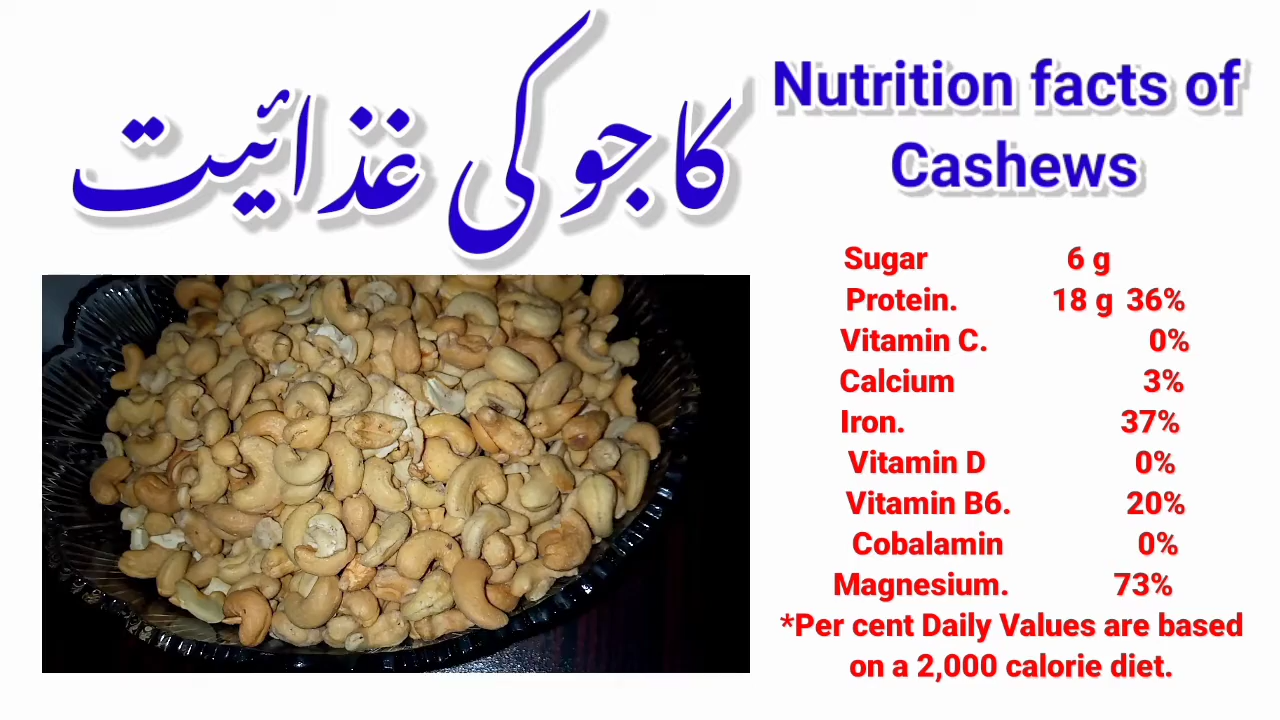 کاجو کی غذائیت
Nutrition facts of
Cashews
Sugar 6 g
Protein. 18 g 36%
Vitamin C. 0%
Calcium 3%
Iron. 37%
Vitamin D 0%
Vitamin B6. 20%
Cobalamin 0%
Magnesium. 73%
*Per cent Daily Values are based
on a 2,000 calorie diet.